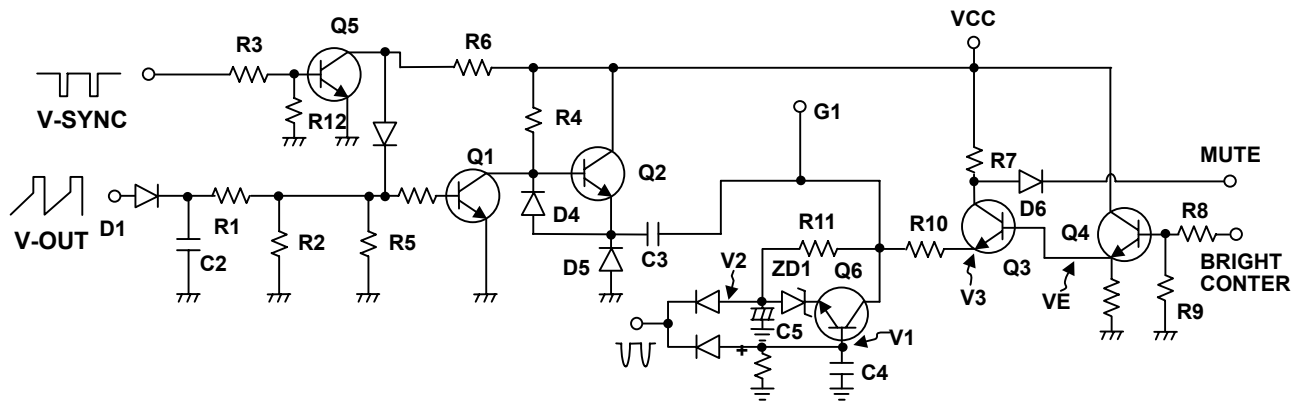 VCC
Q5
R3
R6
G1
V-SYNC
R12
R4
Q1
Q2
R7
MUTE
D6
V-OUT
D1
R1
R2
R5
D4
C3
R11
R10
Q4
R8
C2
D5
V2
ZD1
Q6
Q3
BRIGHT
CONTER
V3
VE
R9
C5
V1
+
C4